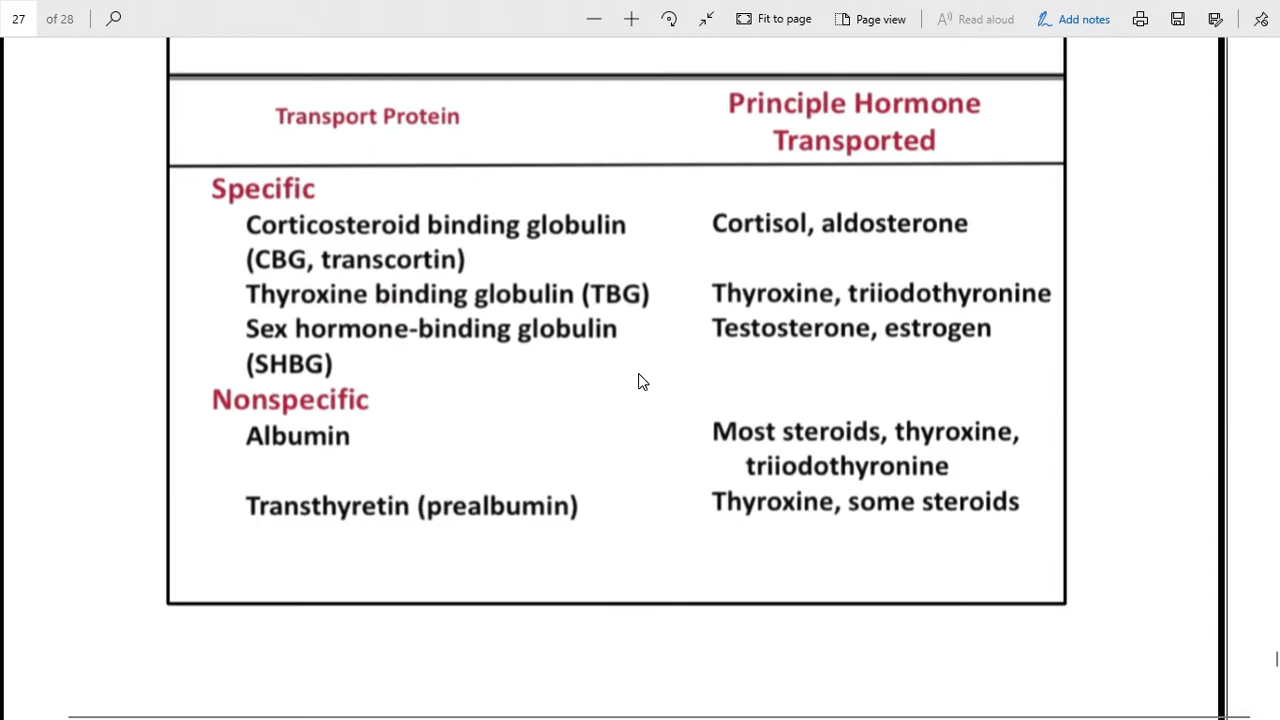 27 of 28 Fit to page Page view Read aloud Add notes
Transport Protein
Principle Hormone
Transported
Specific
Corticosteroid binding globulin Cortisol, aldosterone
(CBG, transcortin)
Thyroxine binding globulin (TBG) Thyroxine, triiodothyronine
Sex hormone-binding globulin Testosterone, estrogen
(SHBG)
Nonspecific
Albumin Most steroids, thyroxine,
triiodothyronine
Transthyretin (prealbumin) Thyroxine, some steroids